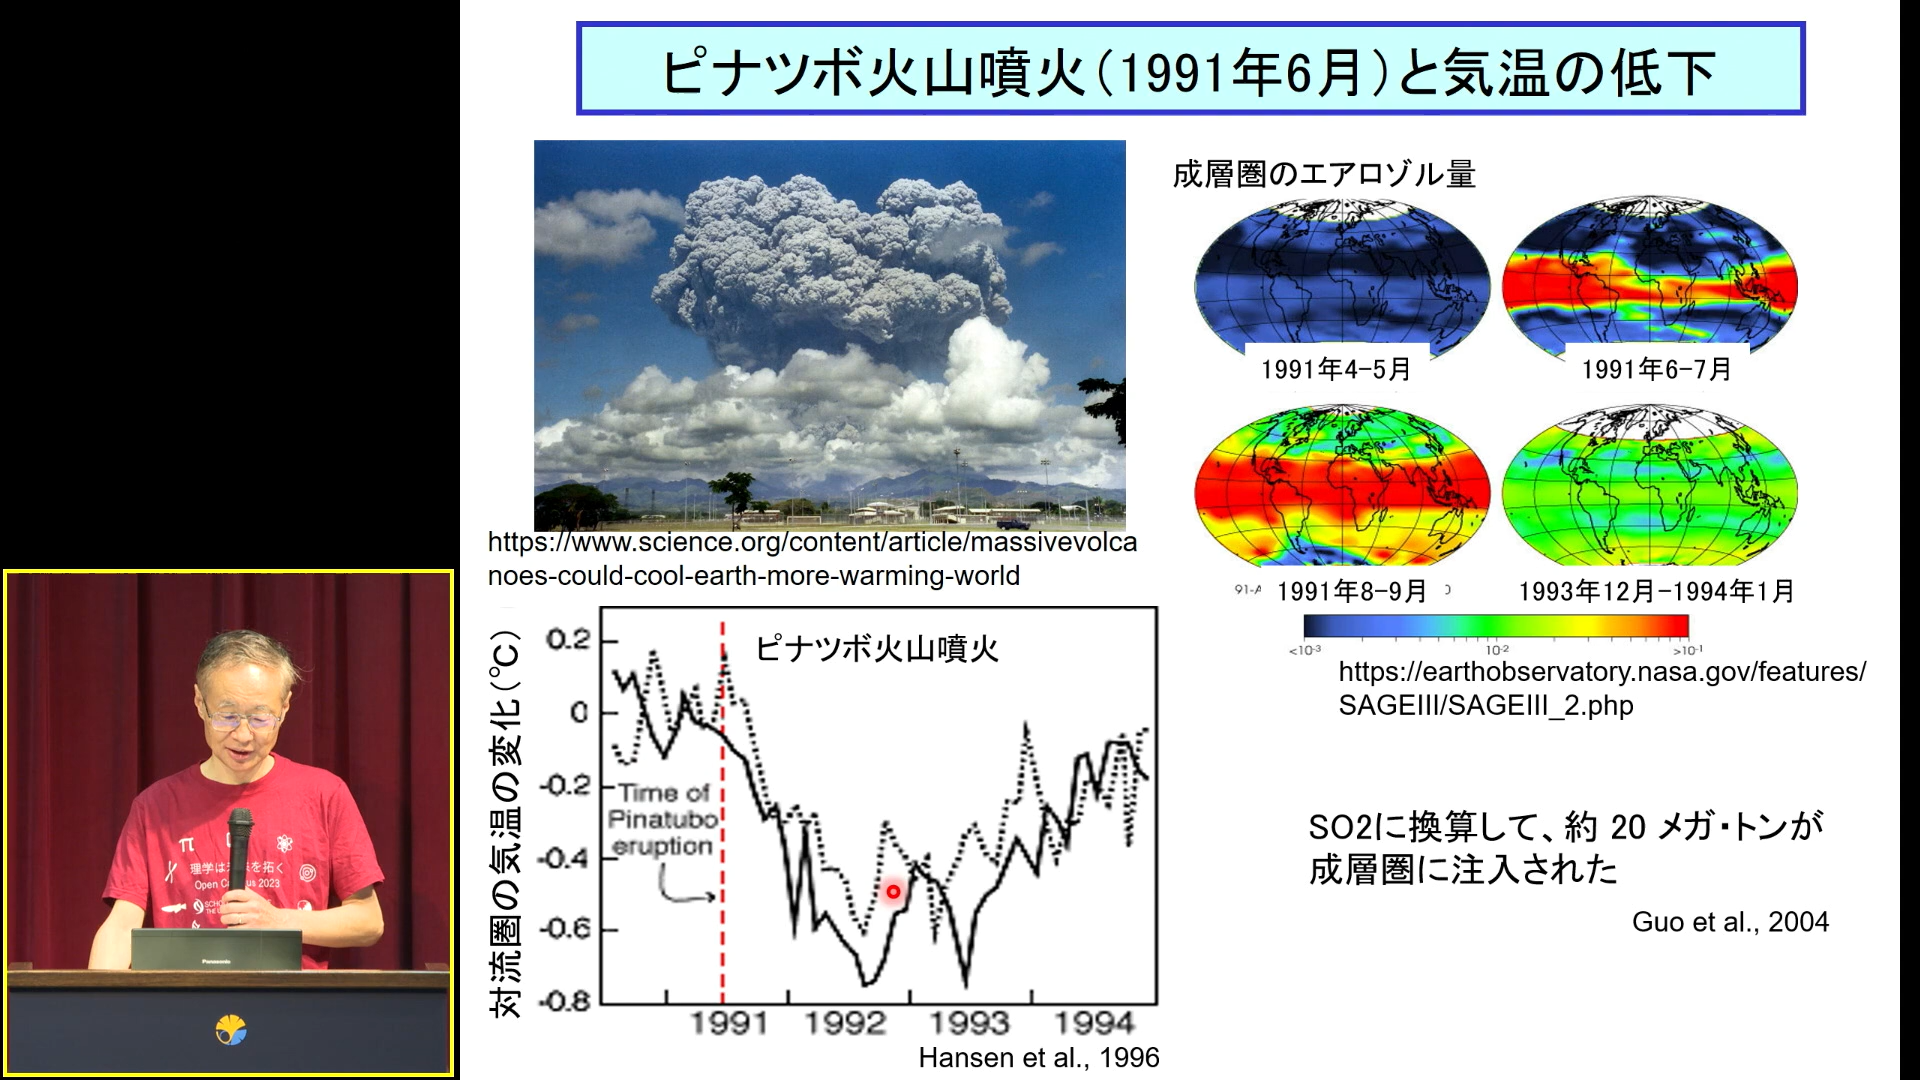 ピナツボ火山噴火（1991年6月）と気温の低下
成層圏のエアロゾル量
1991年4-5月
1991年6-7月
1991年8-9月
1993年12月-1994年1月
<10-3
10-2
>10-1
https://earthobservatory.nasa.gov/features/
SAGEIII/SAGEIII_2.php
https://www.science.org/content/article/massivevolca
noes-could-cool-earth-more-warming-world
対流圏の気温の変化（℃）
0.2
0
-0.2
-0.4
-0.6
-0.8
ピナツボ火山噴火
Time of
Pinatubo
eruption
1991
1992
1993
1994
Hansen et al., 1996
SO2に換算して、約 20 メガ・トンが
成層圏に注入された
Guo et al., 2004
π
理学は
を拓く
Open
2023
Panasonic